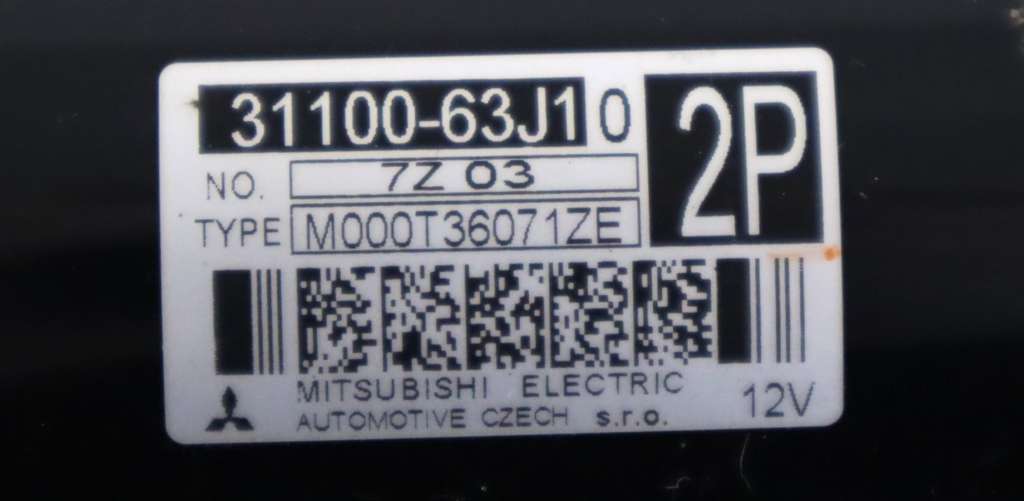 31100-63J10
2P
NO. 7Z 03
TYPE M000T36071ZE
MITSUBISHI ELECTRIC
AUTOMOTIVE CZECH s.r.o.
12V